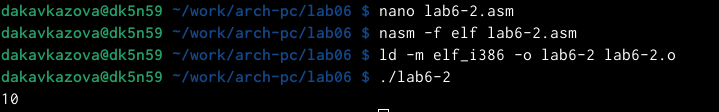 dakavkazova@dk5n59 ~/work/arch-pc/lab06 $ nano lab6-2.asm
dakavkazova@dk5n59 ~/work/arch-pc/lab06 $ nasm -f elf lab6-2.asm
dakavkazova@dk5n59 ~/work/arch-pc/lab06 $ ld -m elf_i386 -o lab6-2 lab6-2.o
dakavkazova@dk5n59 ~/work/arch-pc/lab06 $ ./lab6-2
10